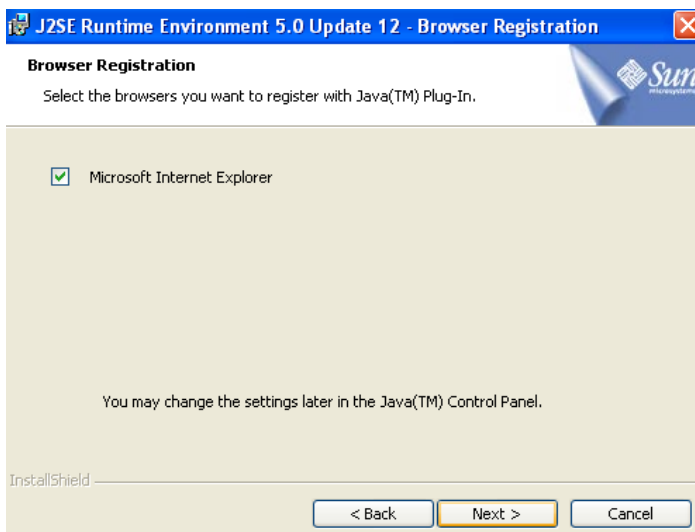 J2SE Runtime Environment 5.0 Update 12 - Browser Registration
Browser Registration
Select the browsers you want to register with Java(TM) Plug-In.
Sun
microsystems
Microsoft Internet Explorer
You may change the settings later in the Java(TM) Control Panel.
InstallShield
< Back
Next >
Cancel